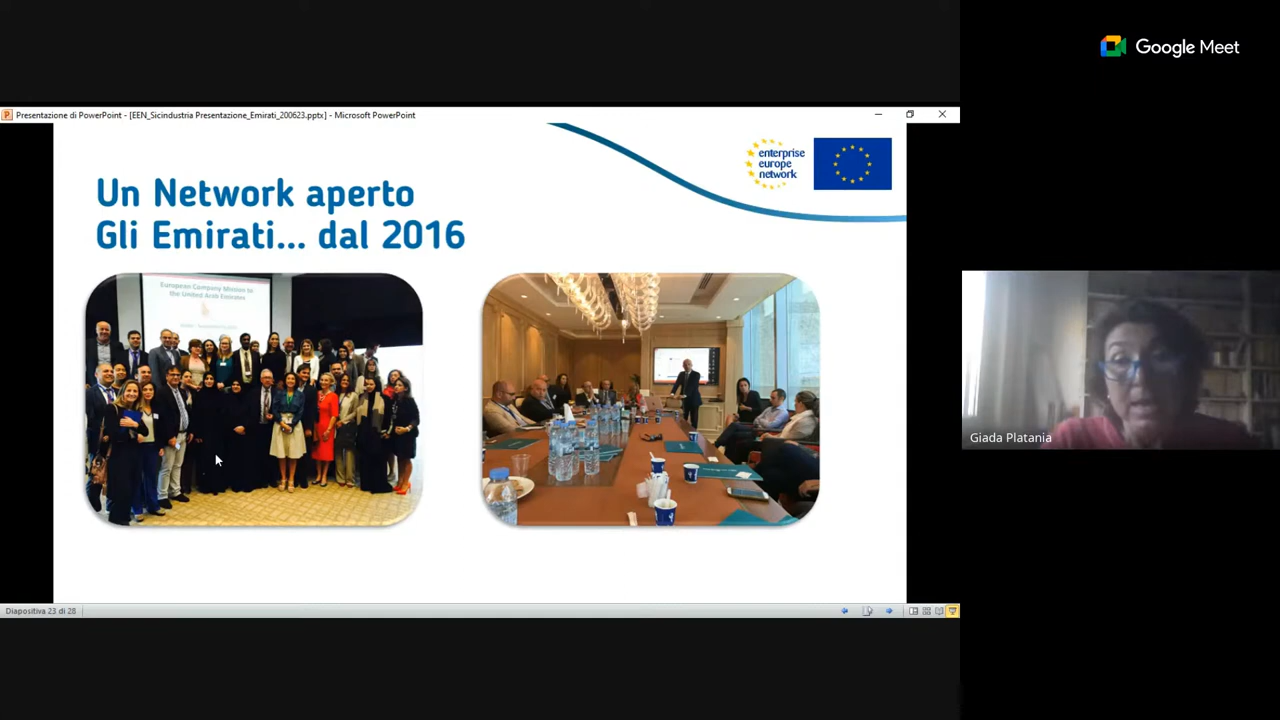 Google Meet
Presentazione di PowerPoint - [EEN_Sicindustria Presentazione_Emirati_200623.pptx] - Microsoft PowerPoint
enterprise
europe
network
Un Network aperto
Gli Emirati... dal 2016
European Company Mission to
the United Arab Emirates
Giada Platania
Diapositiva 23 di 28